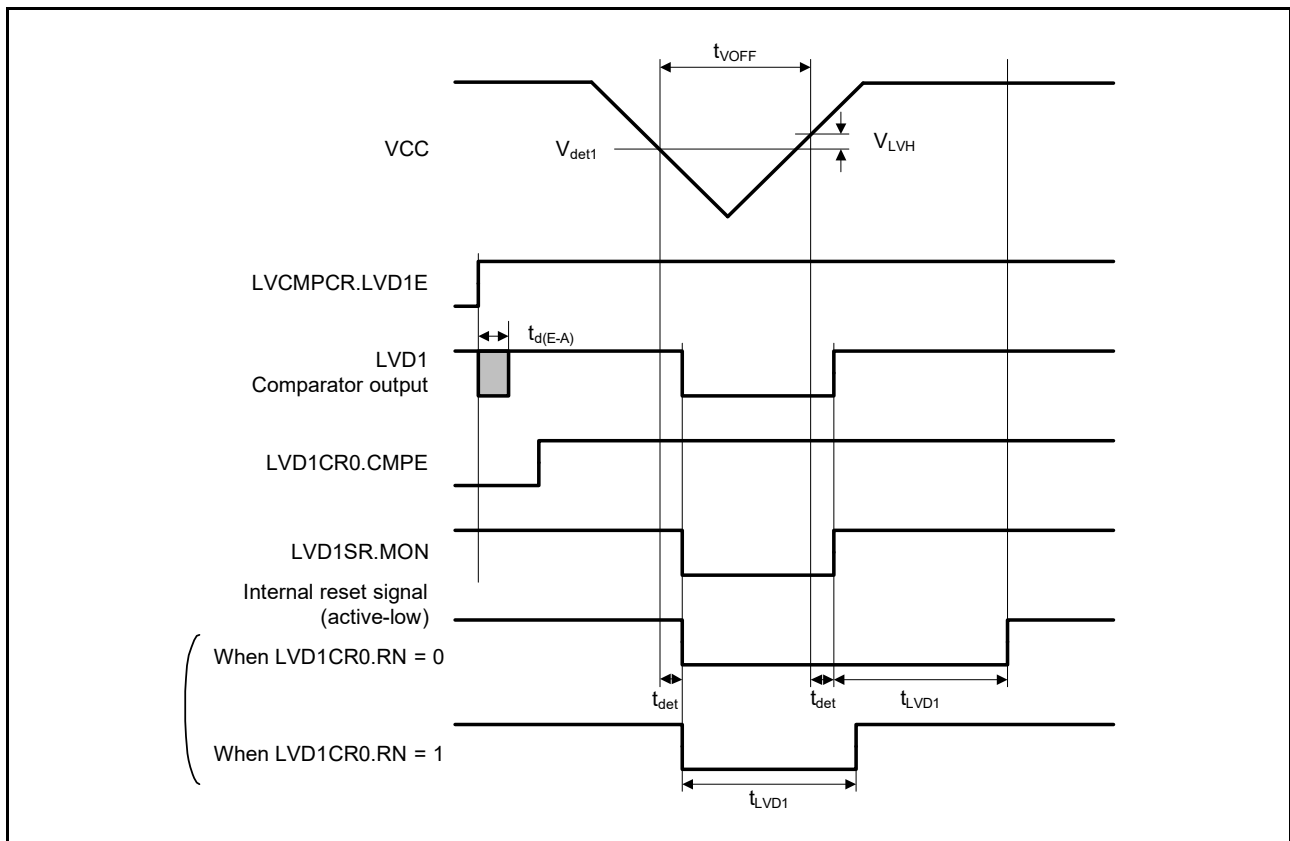 tVOFF
VCC
Vdet1
VLVH
LVCMPCR.LVD1E
td(E-A)
LVD1
Comparator output
LVD1CR0.CMPE
LVD1SR.MON
Internal reset signal
(active-low)
When LVD1CR0.RN = 0
tdet
tdet
tLVD1
When LVD1CR0.RN = 1
tLVD1